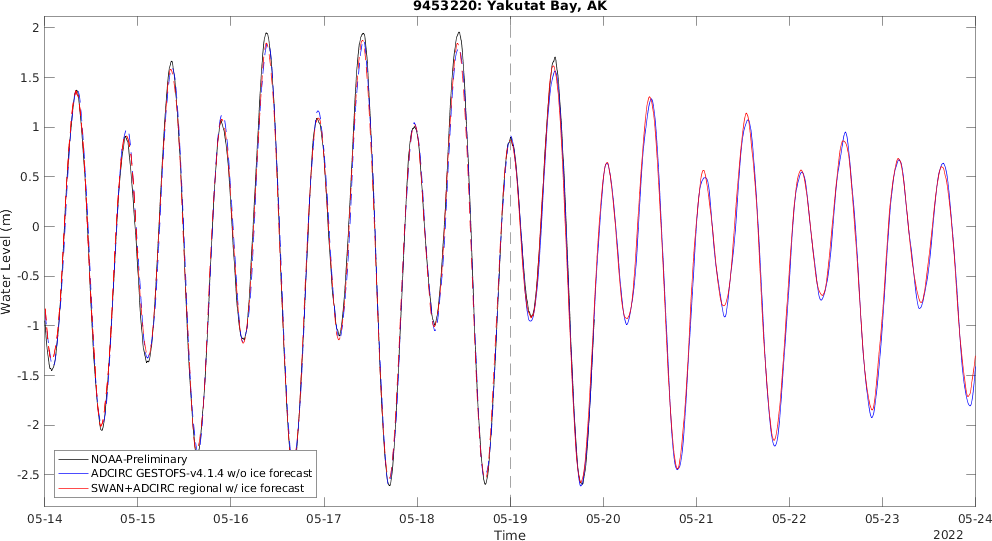 9453220: Yakutat Bay, AK
2
1.5
1
0.5
0
-0.5
-1
-1.5
-2
-2.5
Water Level (m)
NOAA-Preliminary
ADCIRC GESTOFS-v4.1.4 w/o ice forecast
SWAN+ADCIRC regional w/ ice forecast
05-14 05-15 05-16 05-17 05-18 05-19 05-20 05-21 05-22 05-23 05-24
Time
2022